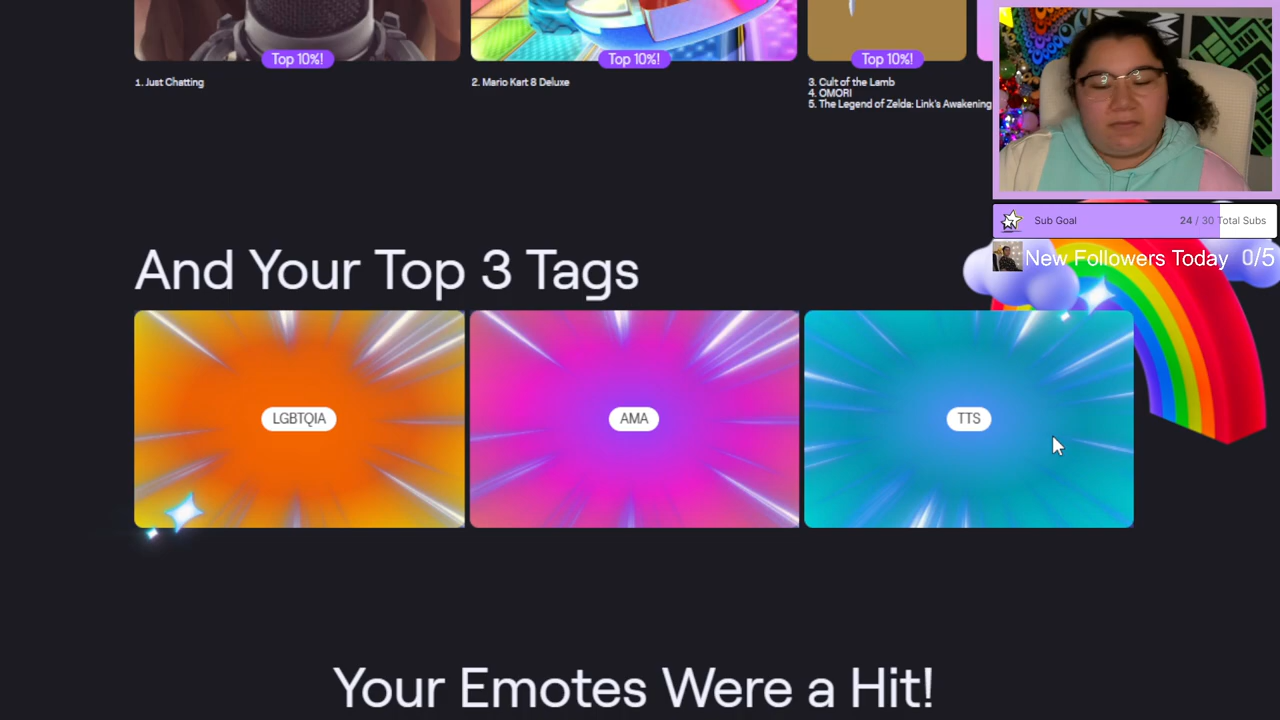 Top 10%!
Top 10%!
Top 10%!
1. Just Chatting
2. Mario Kart 8 Deluxe
3. Cult of the Lamb
4. OMORI
5. The Legend of Zelda: Link's Awakening
Sub Goal
24 / 30 Total Subs
New Followers Today 0/5
And Your Top 3 Tags
LGBTQIA
AMA
TTS
Your Emotes Were a Hit!